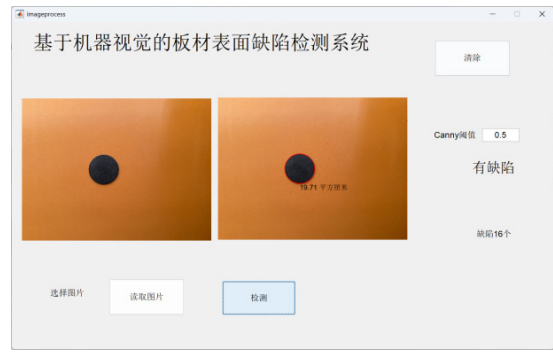 imageprocess
基于机器视觉的板材表面缺陷检测系统
清除
Canny阈值 0.5
有缺陷
19.71 平方厘米
缺陷16个
选择图片 读取图片 检测